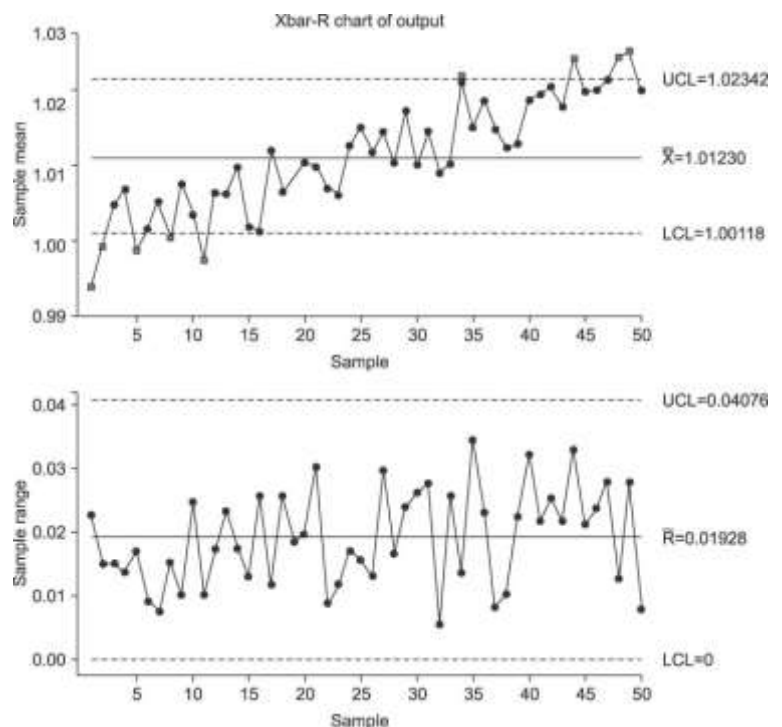 Xbar-R chart of output
1.03
1.02
1.01
1.00
0.99
Sample mean
UCL=1.02342
X̿=1.01230
LCL=1.00118
5 10 15 20 25 30 35 40 45 50
Sample
0.04
0.03
0.02
0.01
0.00
Sample range
UCL=0.04076
R̅=0.01928
LCL=0
5 10 15 20 25 30 35 40 45 50
Sample